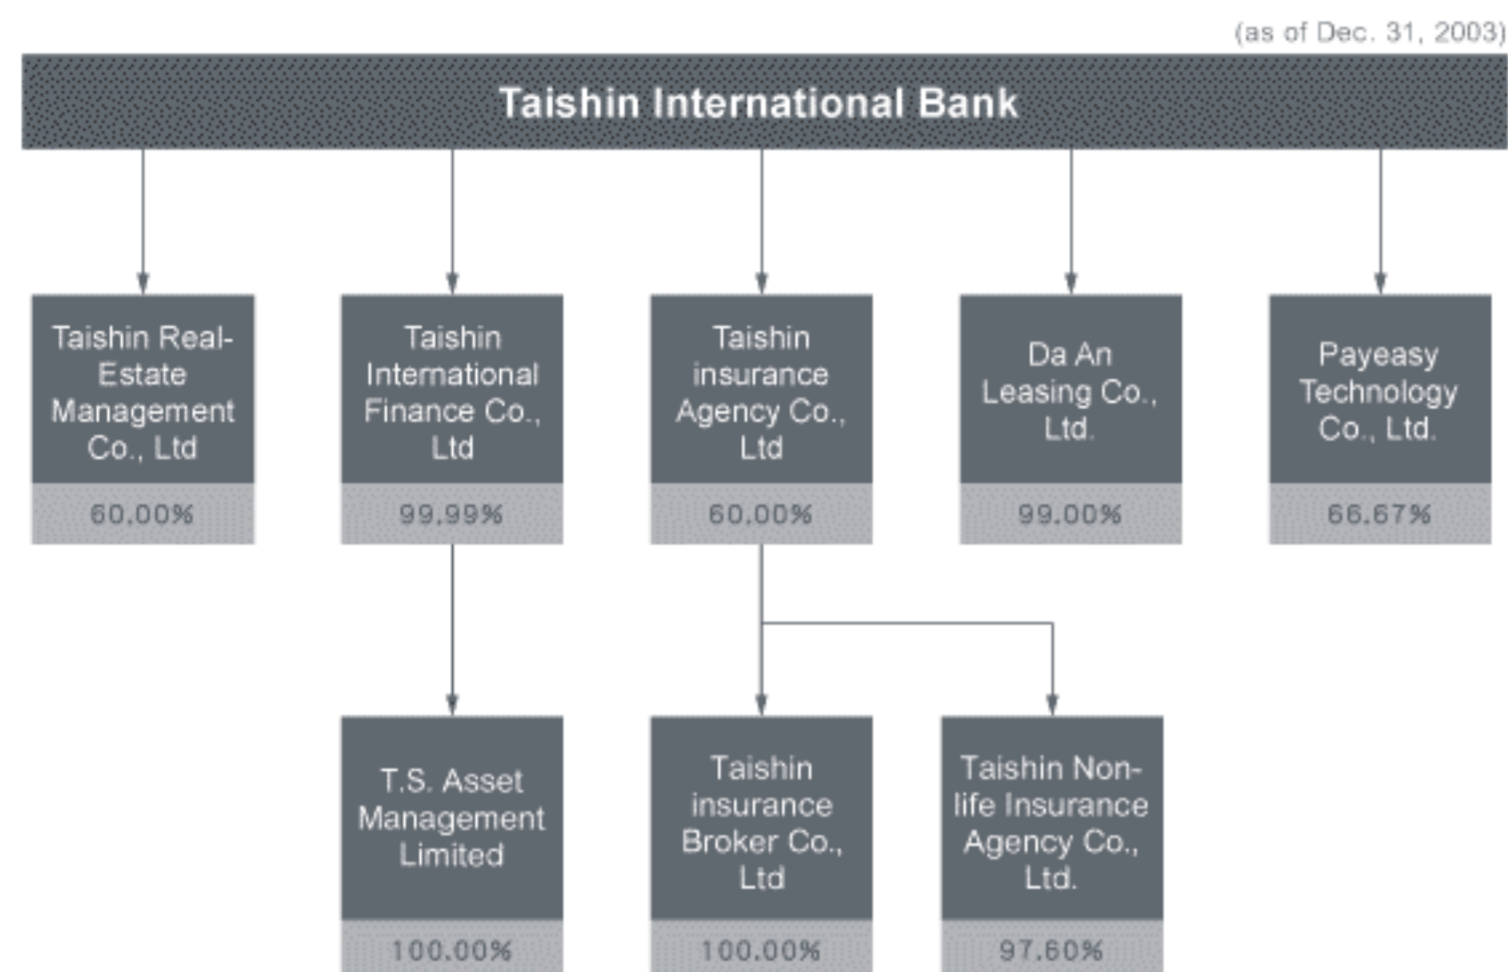 (as of Dec. 31, 2003)
Taishin International Bank
Taishin Real-
Estate
Management
Co., Ltd
60.00%
Taishin
International
Finance Co.,
Ltd
99.99%
Taishin
insurance
Agency Co.,
Ltd
60.00%
Da An
Leasing Co.,
Ltd.
99.00%
Payeasy
Technology
Co., Ltd.
66.67%
T.S. Asset
Management
Limited
100.00%
Taishin
insurance
Broker Co.,
Ltd
100.00%
Taishin Non-
life Insurance
Agency Co.,
Ltd.
97.60%